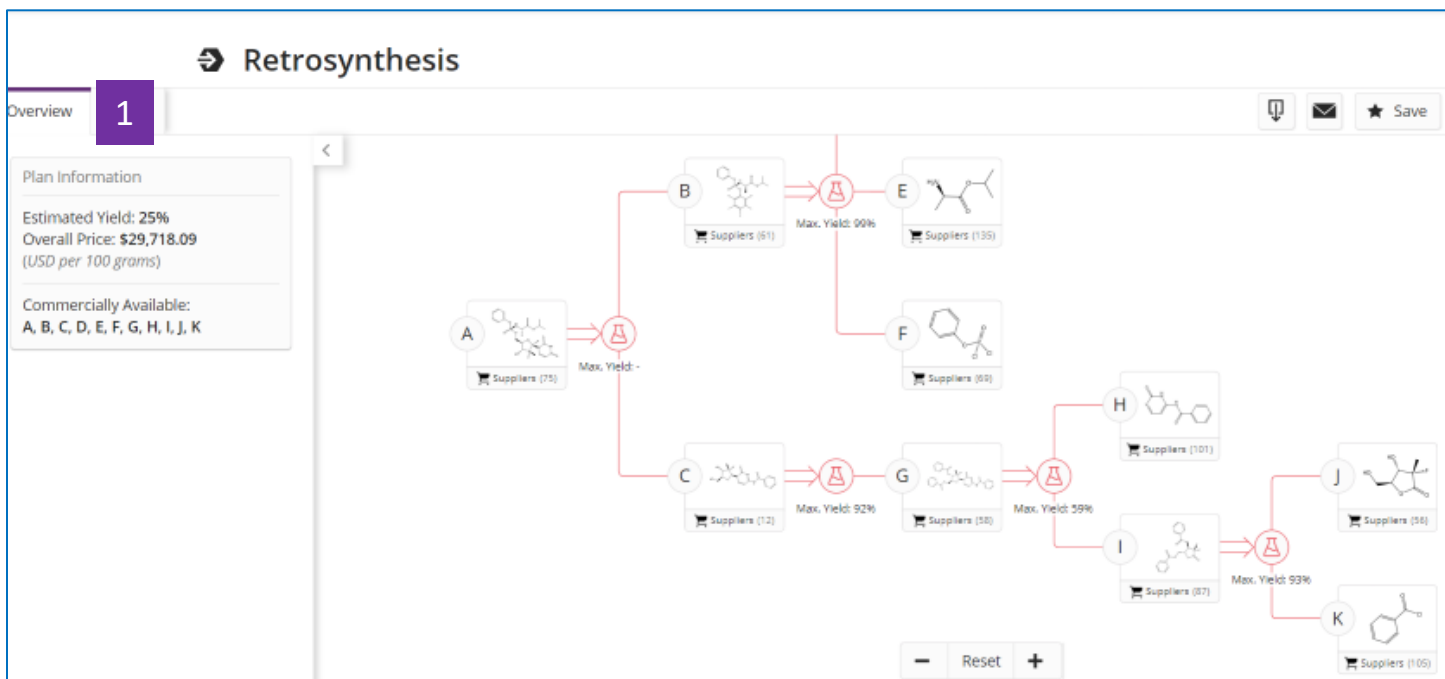 Retrosynthesis
Overview
1
Save
Plan Information
Estimated Yield: 25%
Overall Price: $29,718.09
(USD per 100 grams)
Commercially Available:
A, B, C, D, E, F, G, H, I, J, K
A
Suppliers (75)
Max. Yield: -
B
Suppliers (61)
Max. Yield: 99%
E
Suppliers (135)
F
Suppliers (69)
C
Suppliers (12)
Max. Yield: 92%
G
Suppliers (58)
Max. Yield: 59%
H
Suppliers (101)
I
Suppliers (87)
Max. Yield: 93%
J
Suppliers (56)
K
Suppliers (105)
Reset